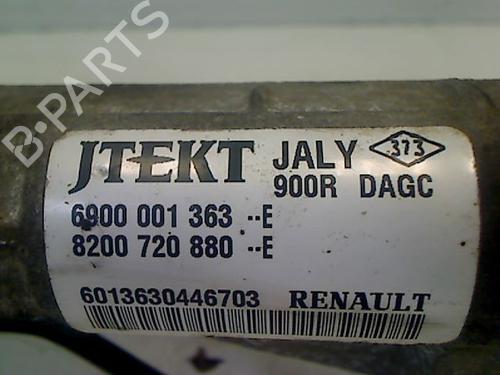 B-PARTS
JTEKT JALY 373
900R DAGC
6900 001 363 --E
8200 720 880 --E
6013630446703 RENAULT